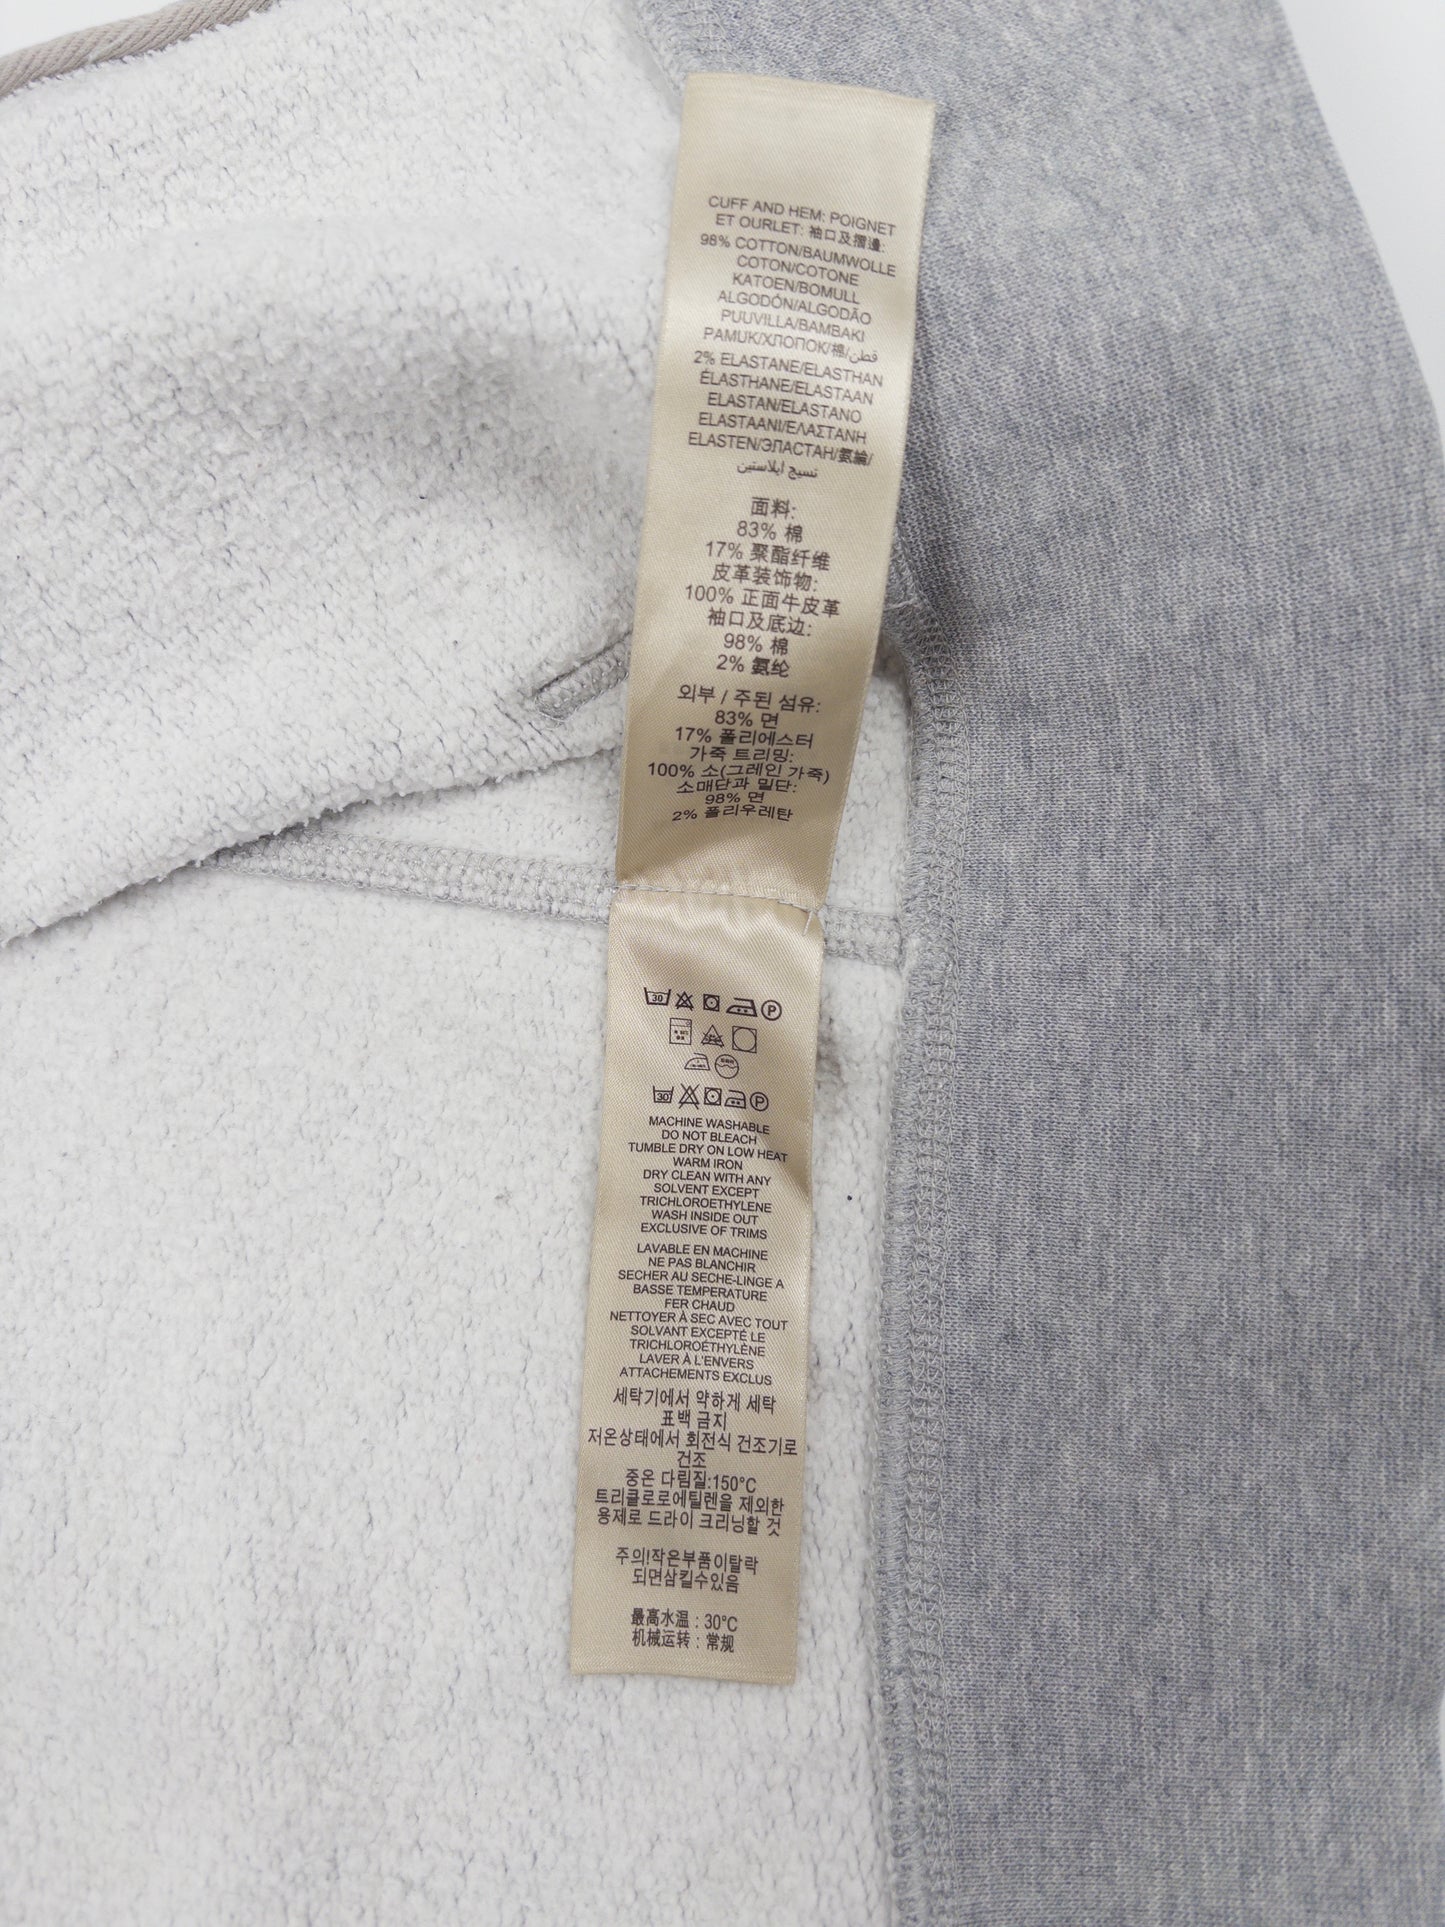 CUFF AND HEM: POIGNET
ET OURLET: 袖口及摺邊:
98% COTTON/BAUMWOLLE
COTON/COTONE
KATOEN/BOMULL
ALGODÓN/ALGODÃO
PUUVILLA/BAMBAKI
PAMUK/ХЛОПОК/棉/قطن
2% ELASTANE/ELASTHAN
ÉLASTHANE/ELASTAAN
ELASTAN/ELASTANO
ELASTAANI/ΕΛΑΣΤΑΝΗ
ELASTEN/ЭЛАСТАН/氨綸/
نسيج ايلاستين
面料:
83% 棉
17% 聚酯纤维
皮革装饰物:
100% 正面牛皮革
袖口及底边:
98% 棉
2% 氨纶
외부 / 주된 섬유:
83% 면
17% 폴리에스터
가죽 트리밍:
100% 소(그레인 가죽)
소매단과 밑단:
98% 면
2% 폴리우레탄
30 P
30 P
MACHINE WASHABLE
DO NOT BLEACH
TUMBLE DRY ON LOW HEAT
WARM IRON
DRY CLEAN WITH ANY
SOLVENT EXCEPT
TRICHLOROETHYLENE
WASH INSIDE OUT
EXCLUSIVE OF TRIMS
LAVABLE EN MACHINE
NE PAS BLANCHIR
SECHER AU SECHE-LINGE A
BASSE TEMPERATURE
FER CHAUD
NETTOYER À SEC AVEC TOUT
SOLVANT EXCEPTÉ LE
TRICHLOROÉTHYLÈNE
LAVER À L'ENVERS
ATTACHEMENTS EXCLUS
세탁기에서 약하게 세탁
표백 금지
저온상태에서 회전식 건조기로
건조
중온 다림질:150°C
트리클로로에틸렌을 제외한
용제로 드라이 크리닝할 것
주의!작은부품이탈락
되면삼킬수있음
最高水温：30°C
机械运转：常规